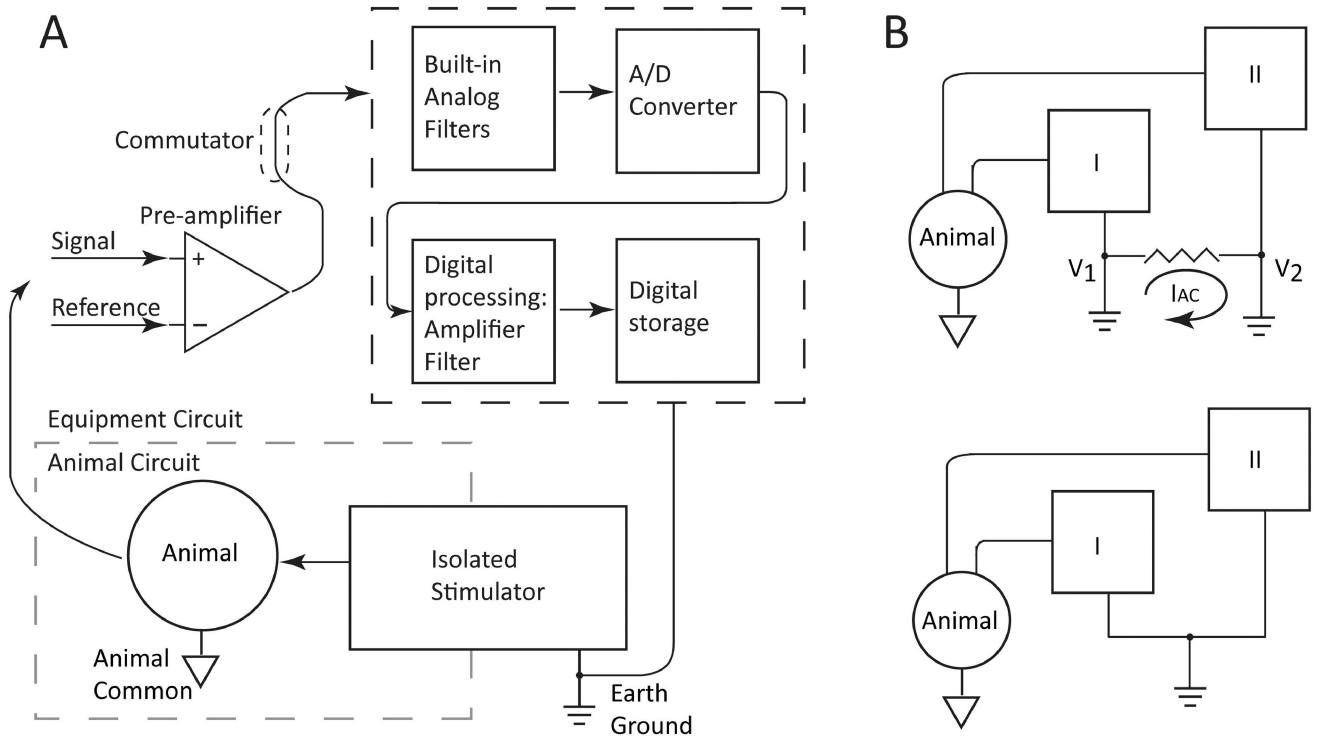 A
Built-in
Analog
Filters
A/D
Converter
Commutator
Pre-amplifier
Signal
+
Reference
−
Digital
processing:
Amplifier
Filter
Digital
storage
Equipment Circuit
Animal Circuit
Animal
Isolated
Stimulator
Animal
Common
Earth
Ground
B
II
I
Animal
V1
V2
IAC
II
I
Animal